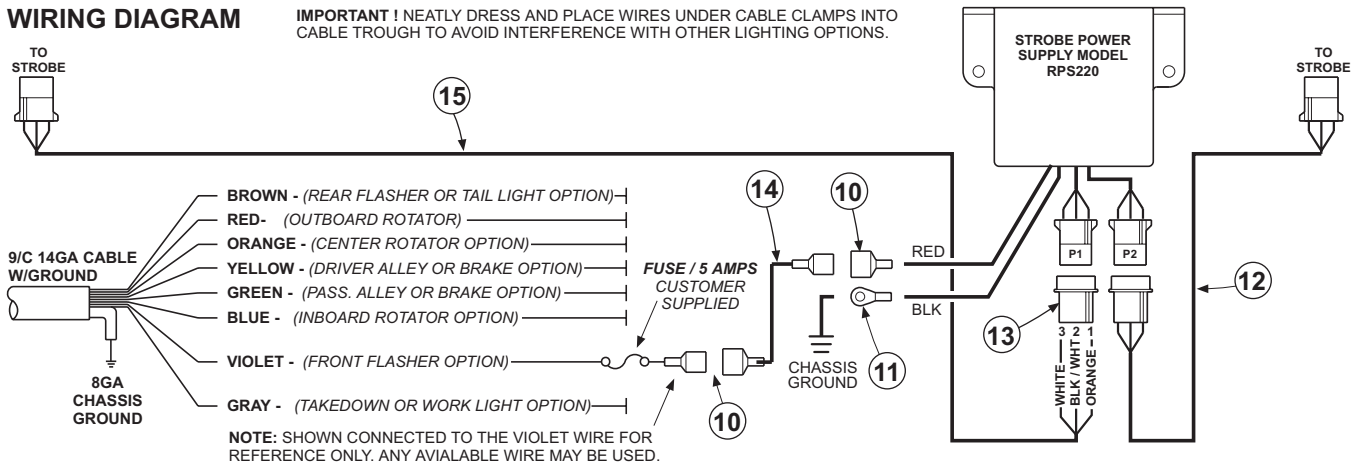 WIRING DIAGRAM
IMPORTANT ! NEATLY DRESS AND PLACE WIRES UNDER CABLE CLAMPS INTO
CABLE TROUGH TO AVOID INTERFERENCE WITH OTHER LIGHTING OPTIONS.
TO
STROBE
STROBE POWER
SUPPLY MODEL
RPS220
TO
STROBE
15
BROWN - (REAR FLASHER OR TAIL LIGHT OPTION)
RED- (OUTBOARD ROTATOR)
ORANGE - (CENTER ROTATOR OPTION)
YELLOW - (DRIVER ALLEY OR BRAKE OPTION)
GREEN - (PASS. ALLEY OR BRAKE OPTION)
BLUE - (INBOARD ROTATOR OPTION)
VIOLET - (FRONT FLASHER OPTION)
GRAY - (TAKEDOWN OR WORK LIGHT OPTION)
9/C 14GA CABLE
W/GROUND
8GA
CHASSIS
GROUND
FUSE / 5 AMPS
CUSTOMER
SUPPLIED
NOTE: SHOWN CONNECTED TO THE VIOLET WIRE FOR
REFERENCE ONLY. ANY AVIALABLE WIRE MAY BE USED.
10
14
10
RED
BLK
CHASSIS
GROUND
11
P1
P2
13
12
3 2 1
WHITE
BLK / WHT
ORANGE